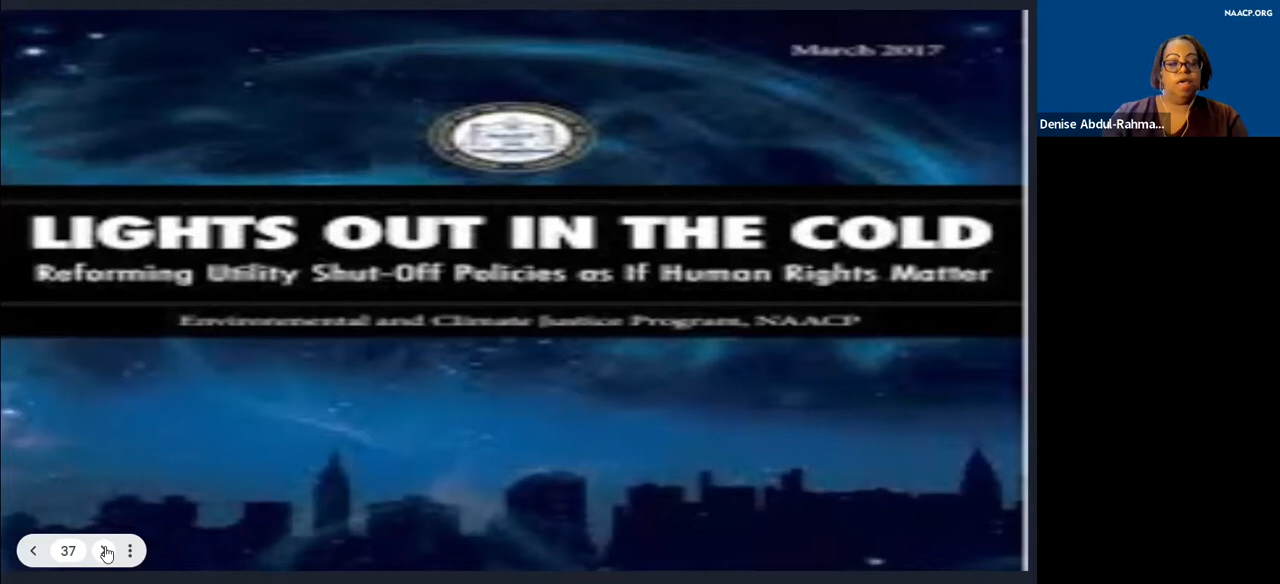 NAACP.ORG
March 2017
LIGHTS OUT IN THE COLD
Reforming Utility Shut-Off Policies as If Human Rights Matter
Environmental and Climate Justice Program, NAACP
Denise Abdul-Rahma...
37